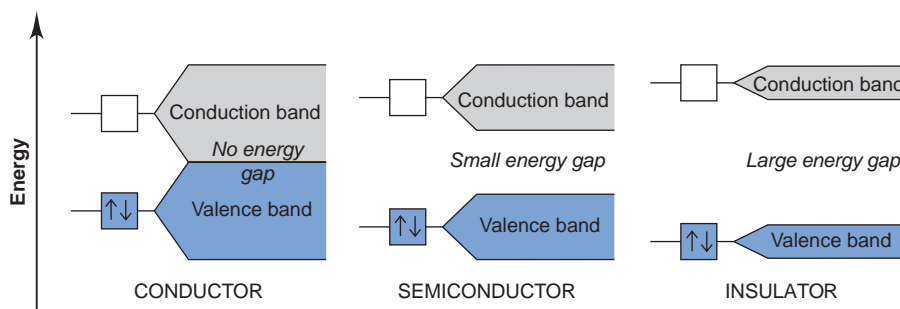 Energy
Conduction band
No energy
gap
Valence band
CONDUCTOR
Conduction band
Small energy gap
Valence band
SEMICONDUCTOR
Conduction band
Large energy gap
Valence band
INSULATOR